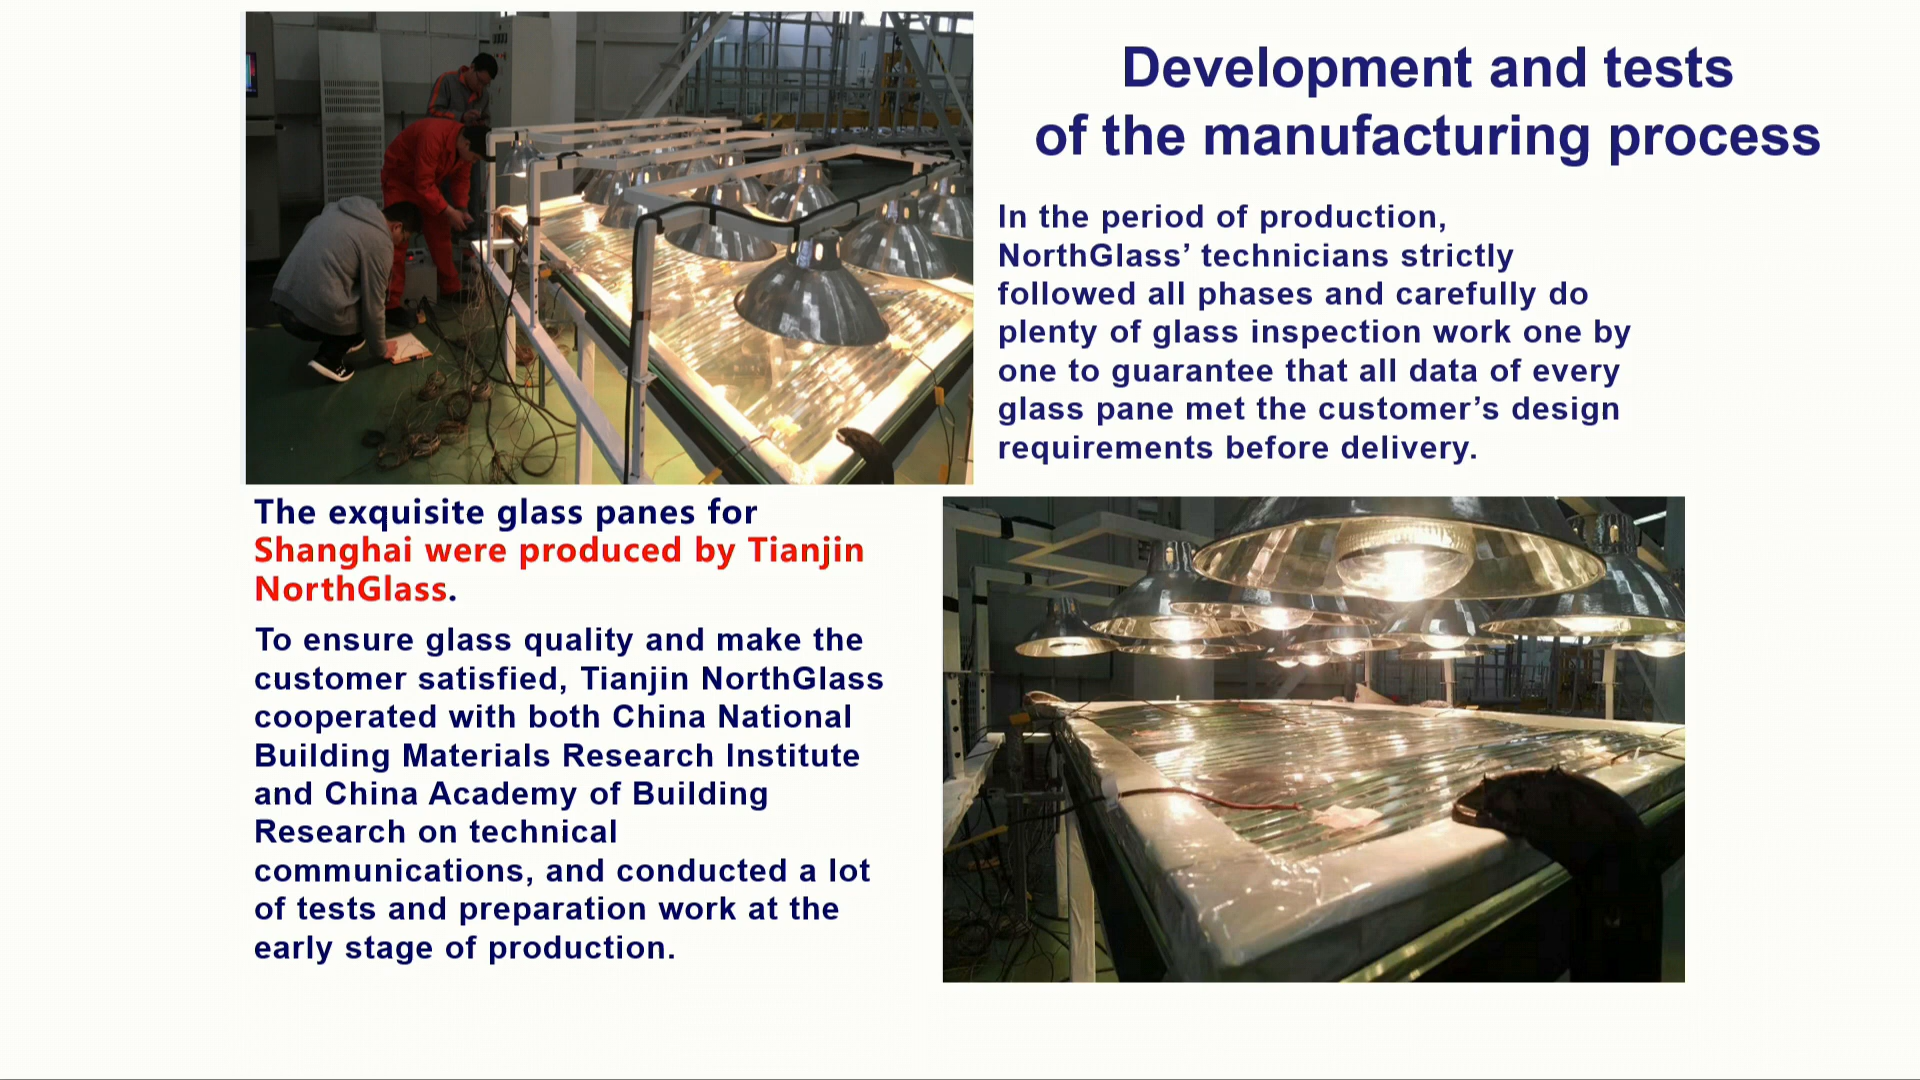 Development and tests
of the manufacturing process
In the period of production,
NorthGlass’ technicians strictly
followed all phases and carefully do
plenty of glass inspection work one by
one to guarantee that all data of every
glass pane met the customer’s design
requirements before delivery.
The exquisite glass panes for
Shanghai were produced by Tianjin
NorthGlass.
To ensure glass quality and make the
customer satisfied, Tianjin NorthGlass
cooperated with both China National
Building Materials Research Institute
and China Academy of Building
Research on technical
communications, and conducted a lot
of tests and preparation work at the
early stage of production.